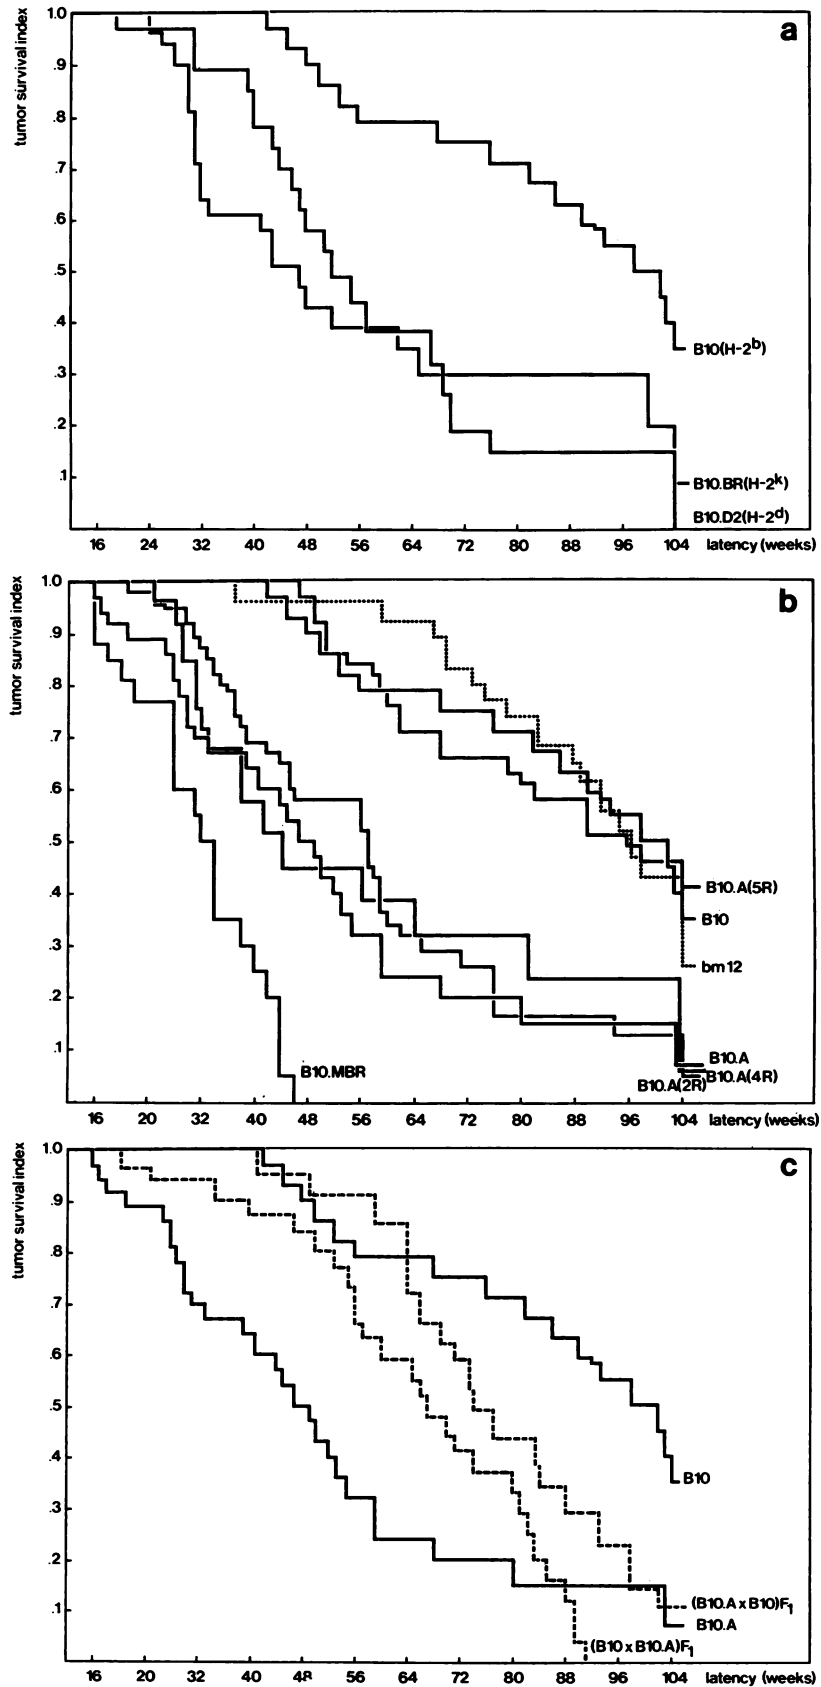 tumor survival index
a
1.0
.9
.8
.7
.6
.5
.4
.3
.2
.1
B10(H-2b)
B10.BR(H-2k)
B10.D2(H-2d)
16 24 32 40 48 56 64 72 80 88 96 104 latency (weeks)
tumor survival index
b
1.0
.9
.8
.7
.6
.5
.4
.3
.2
.1
B10.A(5R)
B10
bm12
B10.MBR
B10.A
B10.A(4R)
B10.A(2R)
16 20 32 40 48 56 64 72 80 88 96 104 latency (weeks)
tumor survival index
c
1.0
.9
.8
.7
.6
.5
.4
.3
.2
.1
B10
(B10.A x B10)F1
B10.A
(B10 x B10.A)F1
16 20 32 40 48 56 64 72 80 88 96 104 latency (weeks)